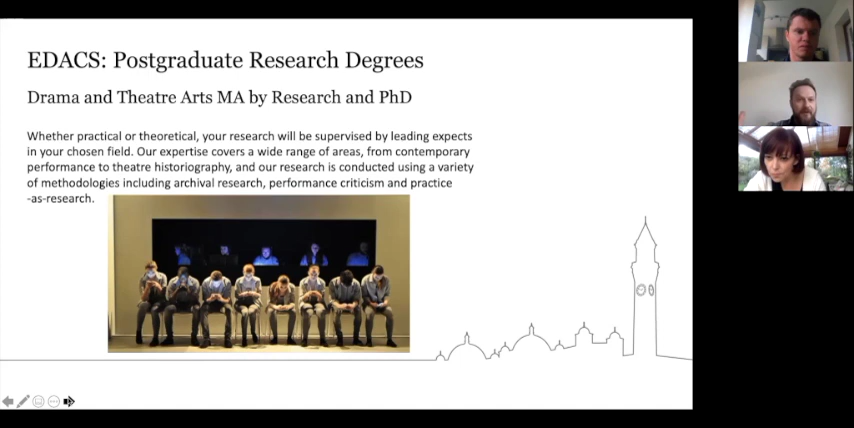 EDACS: Postgraduate Research Degrees
Drama and Theatre Arts MA by Research and PhD
Whether practical or theoretical, your research will be supervised by leading expects
in your chosen field. Our expertise covers a wide range of areas, from contemporary
performance to theatre historiography, and our research is conducted using a variety
of methodologies including archival research, performance criticism and practice
-as-research.